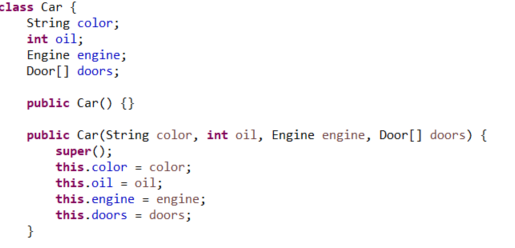 class Car {
    String color;
    int oil;
    Engine engine;
    Door[] doors;

    public Car() {}

    public Car(String color, int oil, Engine engine, Door[] doors) {
        super();
        this.color = color;
        this.oil = oil;
        this.engine = engine;
        this.doors = doors;
    }